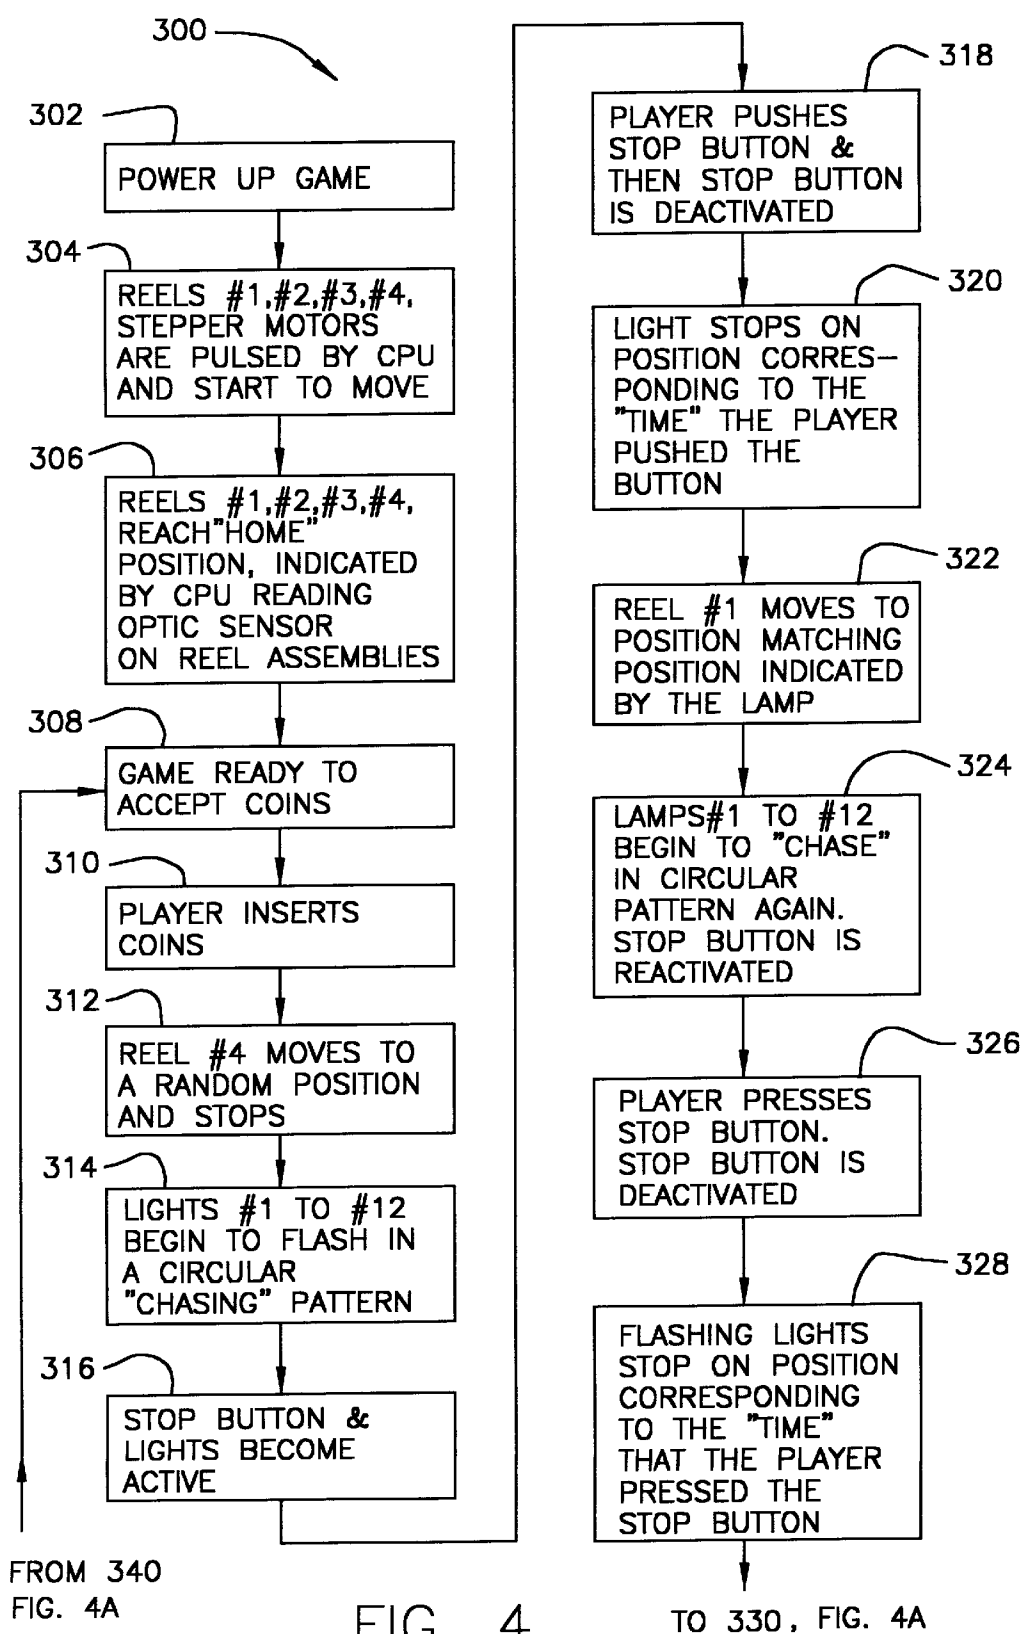 300
302
POWER UP GAME
304
REELS #1,#2,#3,#4,
STEPPER MOTORS
ARE PULSED BY CPU
AND START TO MOVE
306
REELS #1,#2,#3,#4,
REACH"HOME"
POSITION, INDICATED
BY CPU READING
OPTIC SENSOR
ON REEL ASSEMBLIES
308
GAME READY TO
ACCEPT COINS
310
PLAYER INSERTS
COINS
312
REEL #4 MOVES TO
A RANDOM POSITION
AND STOPS
314
LIGHTS #1 TO #12
BEGIN TO FLASH IN
A CIRCULAR
"CHASING" PATTERN
316
STOP BUTTON &
LIGHTS BECOME
ACTIVE
FROM 340
FIG. 4A
318
PLAYER PUSHES
STOP BUTTON &
THEN STOP BUTTON
IS DEACTIVATED
320
LIGHT STOPS ON
POSITION CORRES-
PONDING TO THE
"TIME" THE PLAYER
PUSHED THE
BUTTON
322
REEL #1 MOVES TO
POSITION MATCHING
POSITION INDICATED
BY THE LAMP
324
LAMPS#1 TO #12
BEGIN TO "CHASE"
IN CIRCULAR
PATTERN AGAIN.
STOP BUTTON IS
REACTIVATED
326
PLAYER PRESSES
STOP BUTTON.
STOP BUTTON IS
DEACTIVATED
328
FLASHING LIGHTS
STOP ON POSITION
CORRESPONDING
TO THE "TIME"
THAT THE PLAYER
PRESSED THE
STOP BUTTON
TO 330, FIG. 4A
FIG. 4